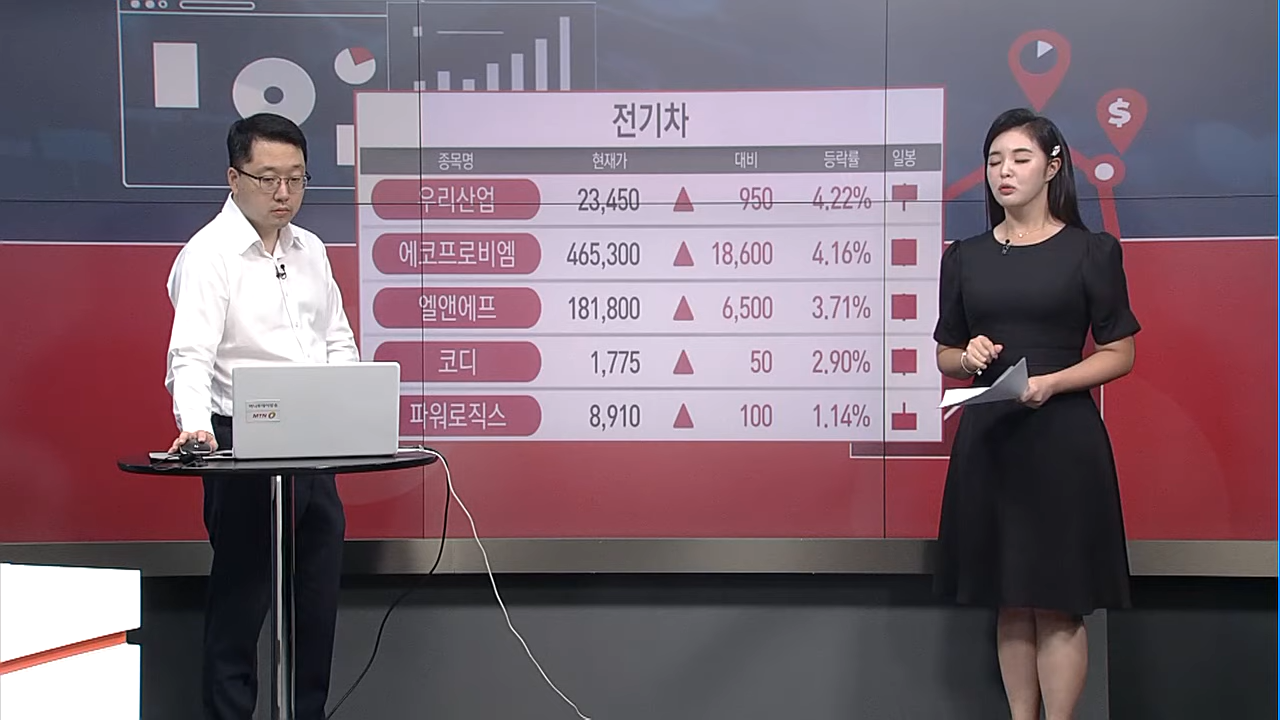 전기차
종목명 현재가 대비 등락률 일봉
우리산업 23,450 ▲ 950 4.22%
에코프로비엠 465,300 ▲ 18,600 4.16%
엘앤에프 181,800 ▲ 6,500 3.71%
코디 1,775 ▲ 50 2.90%
파워로직스 8,910 ▲ 100 1.14%
$
MTN